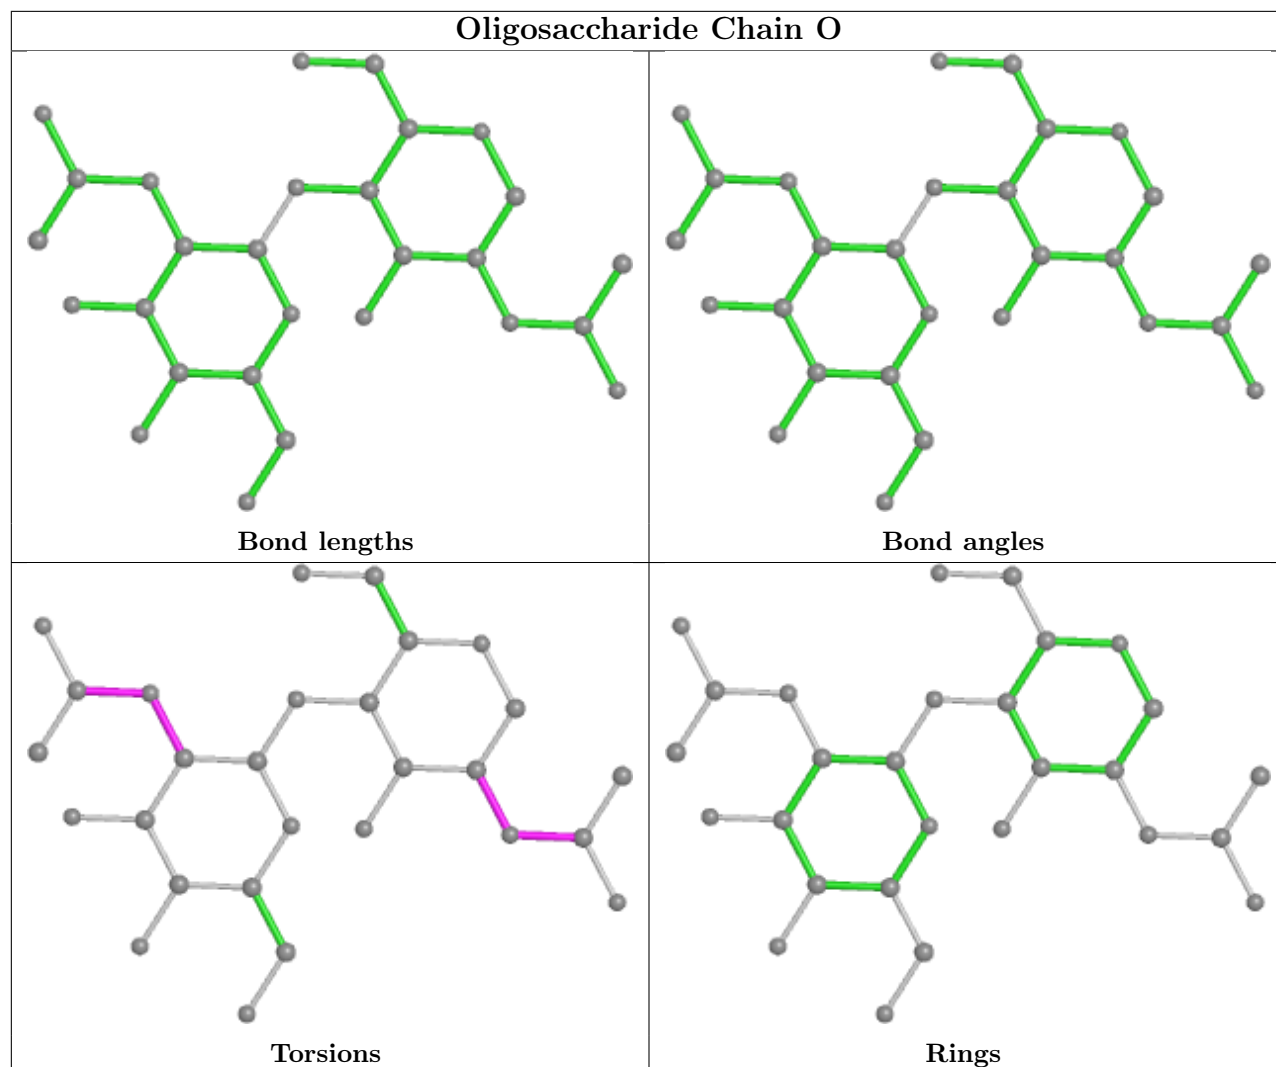 Oligosaccharide Chain O
Bond lengths
Bond angles
Torsions
Rings